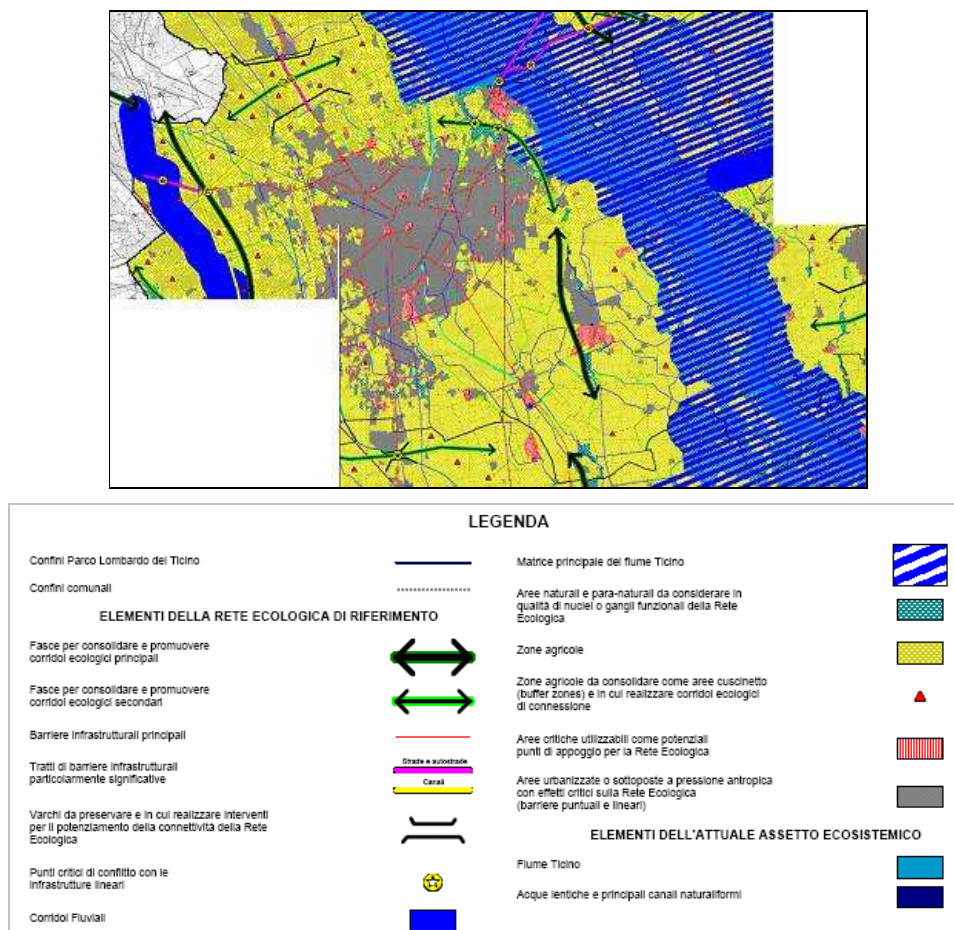 LEGENDA
Confini Parco Lombardo del Ticino
Confini comunali
ELEMENTI DELLA RETE ECOLOGICA DI RIFERIMENTO
Fasce per consolidare e promuovere
corridoi ecologici principali
Fasce per consolidare e promuovere
corridoi ecologici secondari
Barriere infrastrutturali principali
Tratti di barriere infrastrutturali
particolarmente significative
Strade e autostrade
Canali
Varchi da preservare e in cui realizzare interventi
per il potenziamento della connettività della Rete
Ecologica
Punti critici di conflitto con le
infrastrutture lineari
Corridoi Fluviali
Matrice principale del fiume Ticino
Aree naturali e para-naturali da considerare in
qualità di nuclei o gangli funzionali della Rete
Ecologica
Zone agricole
Zone agricole da consolidare come aree cuscinetto
(buffer zones) e in cui realizzare corridoi ecologici
di connessione
Aree critiche utilizzabili come potenziali
punti di appoggio per la Rete Ecologica
Aree urbanizzate o sottoposte a pressione antropica
con effetti critici sulla Rete Ecologica
(barriere puntuali e lineari)
ELEMENTI DELL'ATTUALE ASSETTO ECOSISTEMICO
Fiume Ticino
Acque lentiche e principali canali naturaliformi